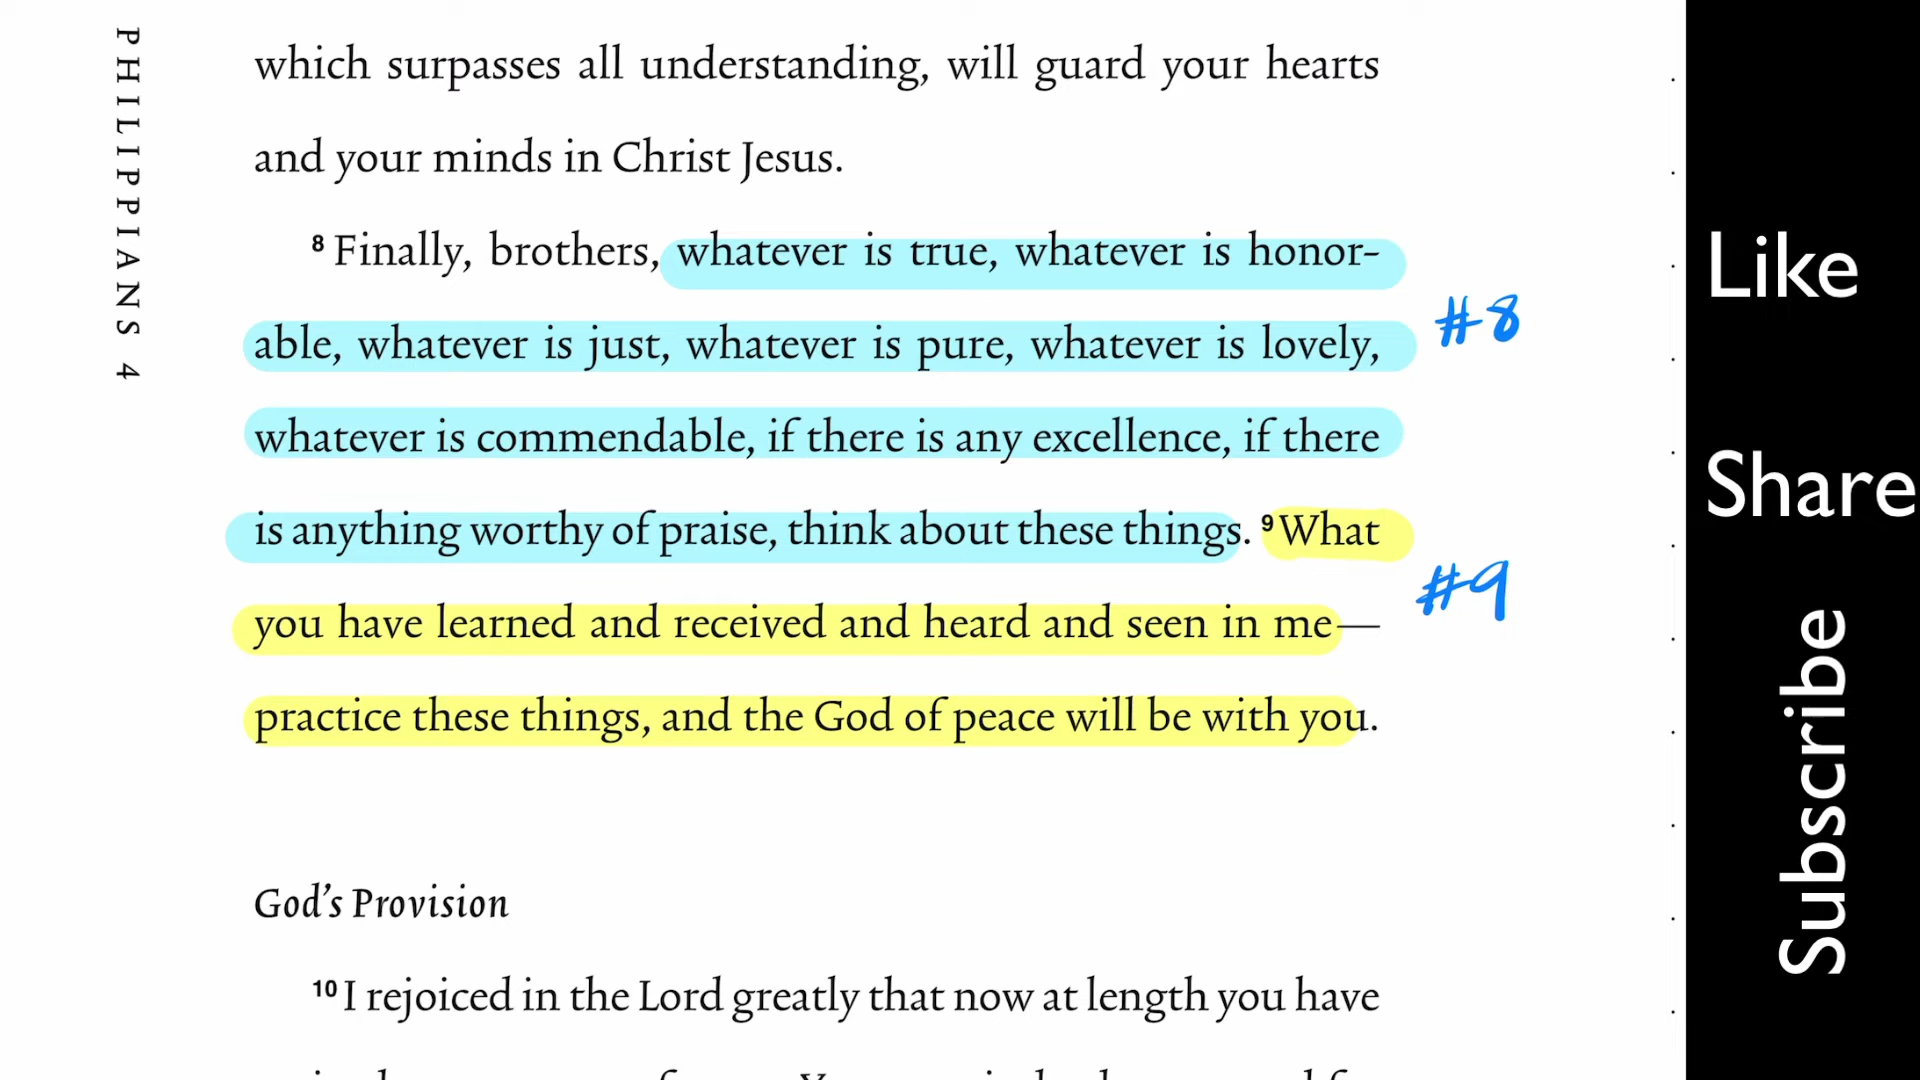 PHILIPPIANS 4
which surpasses all understanding, will guard your hearts
and your minds in Christ Jesus.
8 Finally, brothers, whatever is true, whatever is honor-
able, whatever is just, whatever is pure, whatever is lovely,
#8
whatever is commendable, if there is any excellence, if there
is anything worthy of praise, think about these things. 9 What
#9
you have learned and received and heard and seen in me—
practice these things, and the God of peace will be with you.
God's Provision
10 I rejoiced in the Lord greatly that now at length you have
Like
Share
Subscribe